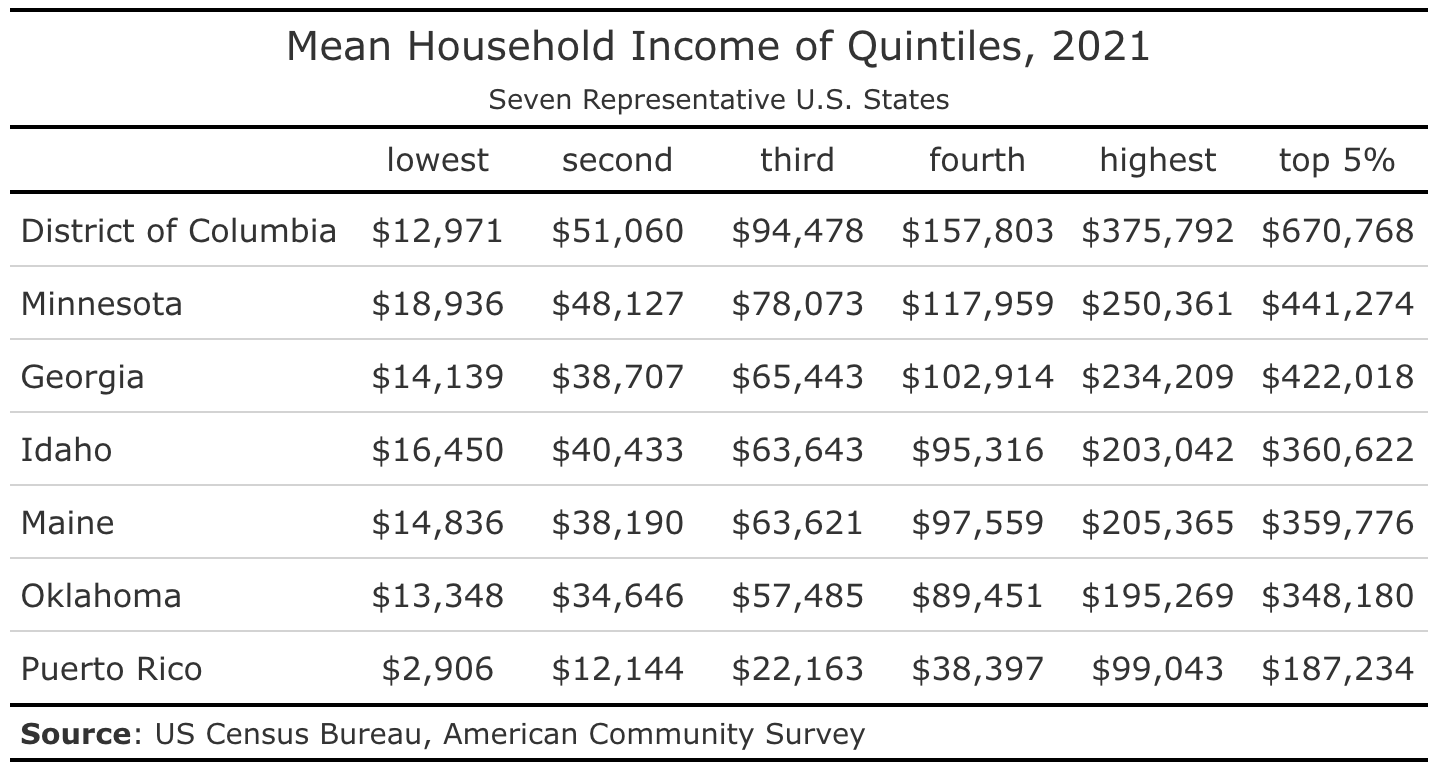 Mean Household Income of Quintiles, 2021
Seven Representative U.S. States
lowest second third fourth highest top 5%
District of Columbia $12,971 $51,060 $94,478 $157,803 $375,792 $670,768
Minnesota $18,936 $48,127 $78,073 $117,959 $250,361 $441,274
Georgia $14,139 $38,707 $65,443 $102,914 $234,209 $422,018
Idaho $16,450 $40,433 $63,643 $95,316 $203,042 $360,622
Maine $14,836 $38,190 $63,621 $97,559 $205,365 $359,776
Oklahoma $13,348 $34,646 $57,485 $89,451 $195,269 $348,180
Puerto Rico $2,906 $12,144 $22,163 $38,397 $99,043 $187,234
Source: US Census Bureau, American Community Survey